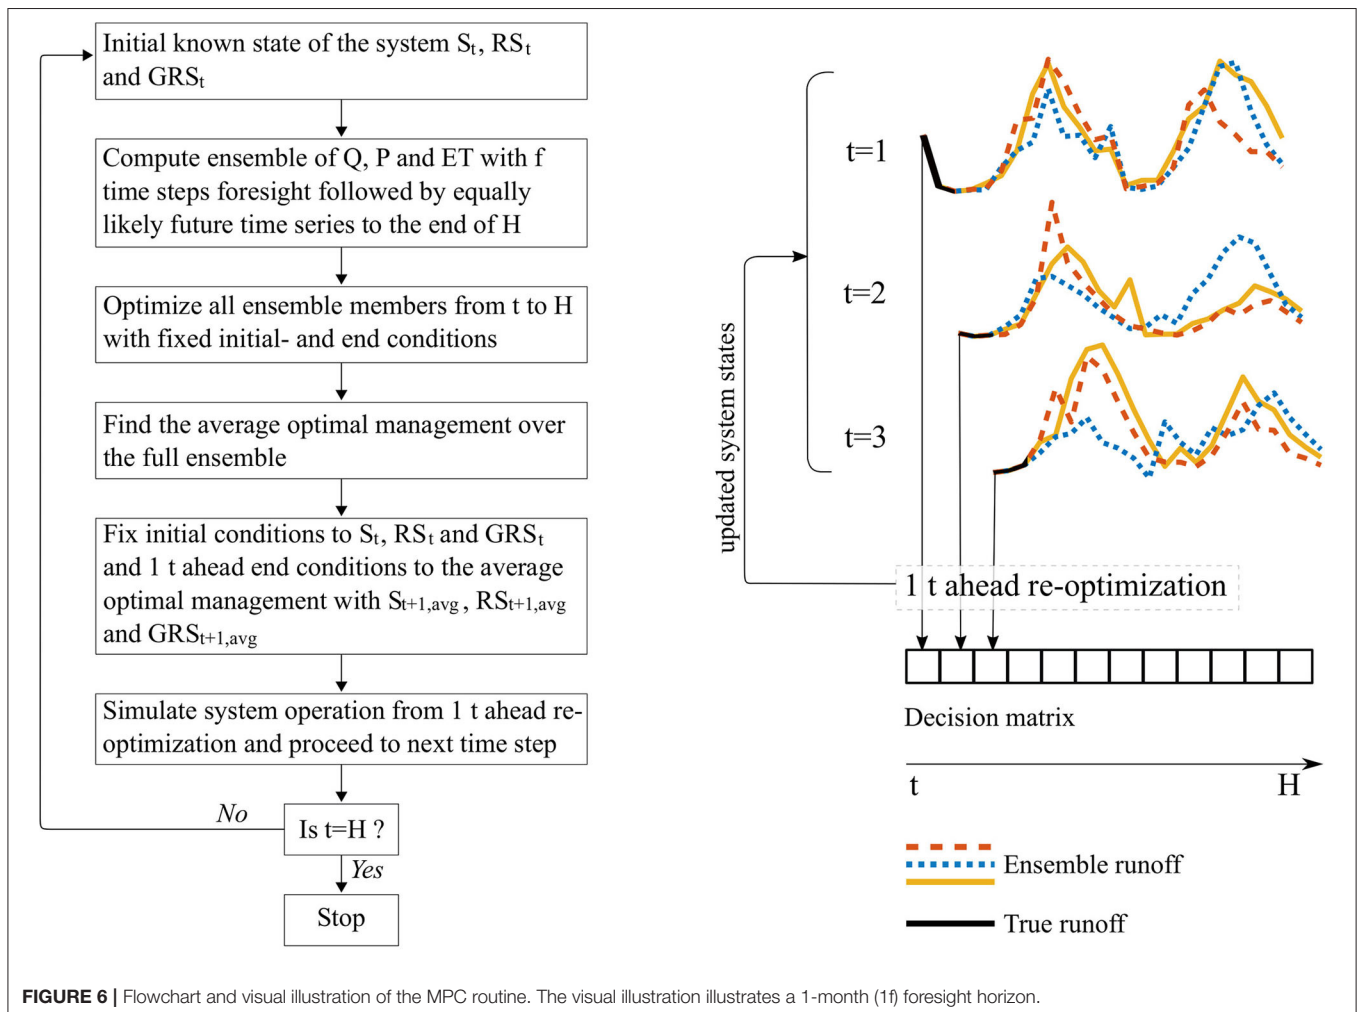 Initial known state of the system St, RSt
and GRSt
Compute ensemble of Q, P and ET with f
time steps foresight followed by equally
likely future time series to the end of H
Optimize all ensemble members from t to H
with fixed initial- and end conditions
Find the average optimal management over
the full ensemble
Fix initial conditions to St, RSt and GRSt
and 1 t ahead end conditions to the average
optimal management with St+1,avg , RSt+1,avg
and GRSt+1,avg
Simulate system operation from 1 t ahead re-
optimization and proceed to next time step
No
Is t=H ?
Yes
Stop
t=1
t=2
t=3
updated system states
1 t ahead re-optimization
Decision matrix
t
H
Ensemble runoff
True runoff
FIGURE 6 | Flowchart and visual illustration of the MPC routine. The visual illustration illustrates a 1-month (1f) foresight horizon.